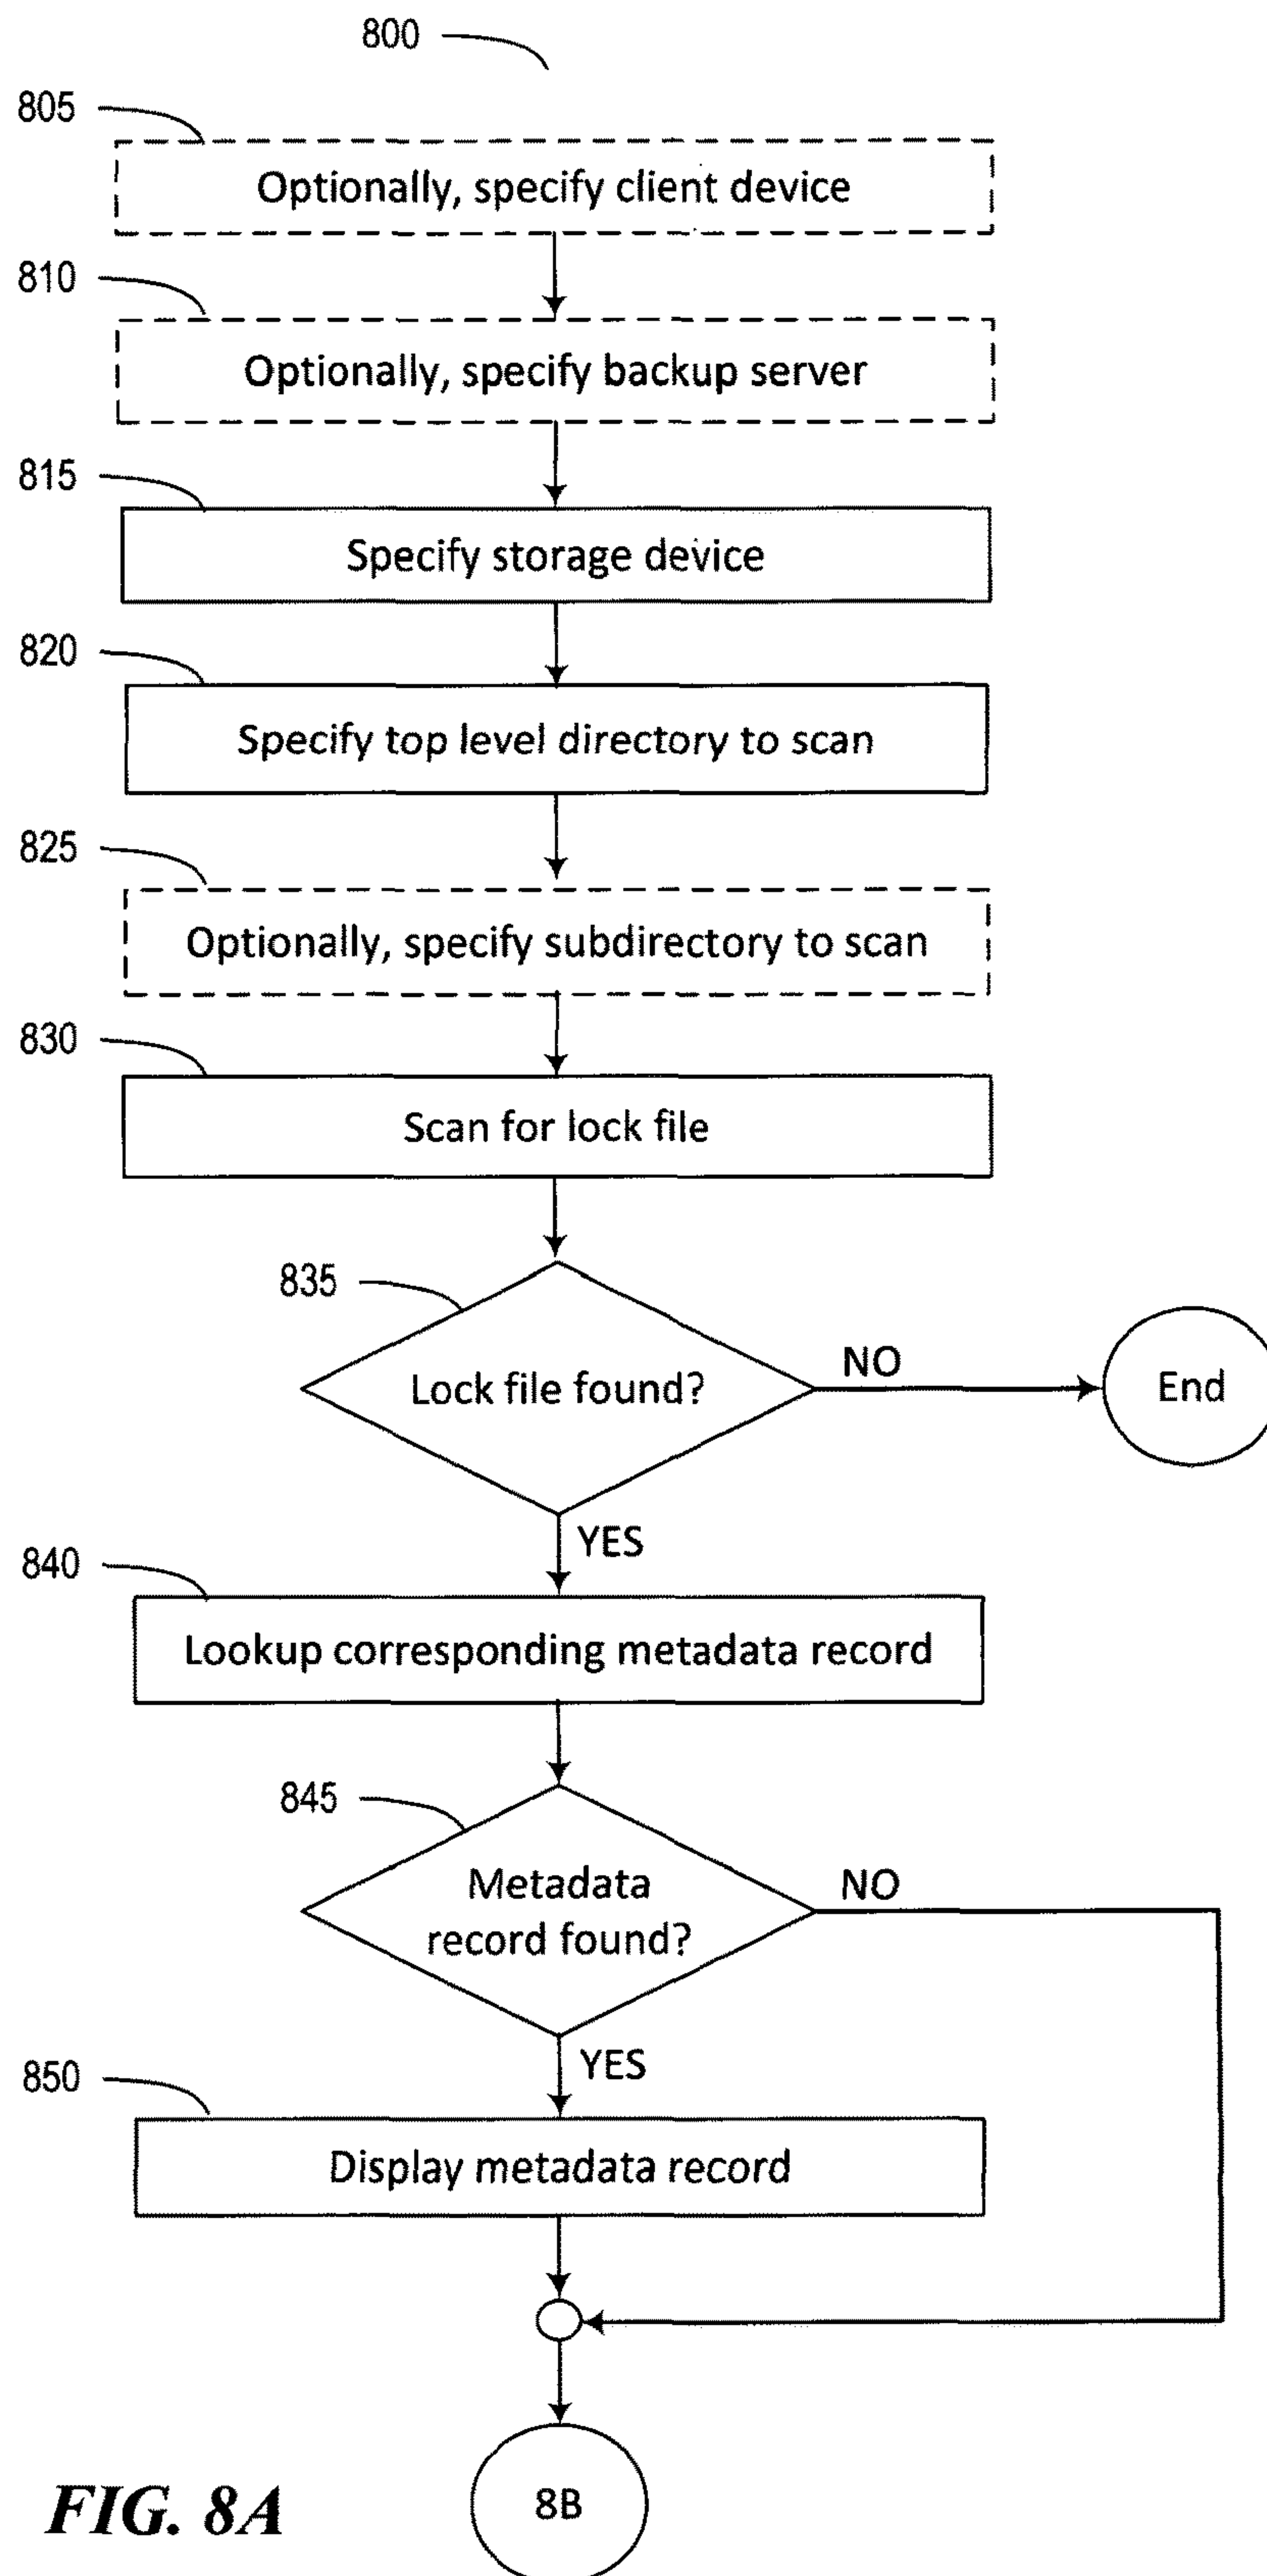 800
805
Optionally, specify client device
810
Optionally, specify backup server
815
Specify storage device
820
Specify top level directory to scan
825
Optionally, specify subdirectory to scan
830
Scan for lock file
835
Lock file found?
NO
End
YES
840
Lookup corresponding metadata record
845
Metadata
record found?
NO
YES
850
Display metadata record
8B
FIG. 8A